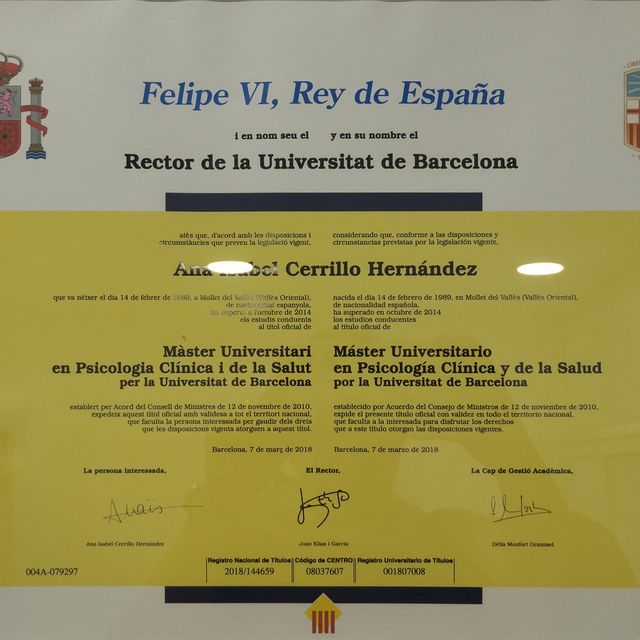 Felipe VI, Rey de España
i en nom seu el y en su nombre el
Rector de la Universitat de Barcelona
atès que, d'acord amb les disposicions i
circumstàncies que preveu la legislació vigent,
considerando que, conforme a las disposiciones y
circunstancias previstas por la legislación vigente,
Ana Isabel Cerrillo Hernández
que va néixer el dia 14 de febrer de 1989, a Mollet del Vallès (Vallès Oriental),
de nacionalitat espanyola,
ha superat a l'octubre de 2014
els estudis conduents
al títol oficial de
nacida el día 14 de febrero de 1989, en Mollet del Vallès (Vallès Oriental),
de nacionalidad española,
ha superado en octubre de 2014
los estudios conducentes
al título oficial de
Màster Universitari
en Psicologia Clínica i de la Salut
per la Universitat de Barcelona
Máster Universitario
en Psicología Clínica y de la Salud
por la Universitat de Barcelona
establert per Acord del Consell de Ministres de 12 de novembre de 2010,
expedeix aquest títol oficial amb validesa a tot el territori nacional,
que faculta la persona interessada per gaudir dels drets
que les disposicions vigents atorguen a aquest títol.
establecido por Acuerdo del Consejo de Ministros de 12 de noviembre de 2010,
expide el presente título oficial con validez en todo el territorio nacional,
que faculta a la interesada para disfrutar los derechos
que a este título otorgan las disposiciones vigentes.
Barcelona, 7 de març de 2018
Barcelona, 7 de marzo de 2018
La persona interessada,
El Rector,
La Cap de Gestió Acadèmica,
Anaïs
Ana Isabel Cerrillo Hernández
Joan Elias i Garcia
Dèlia Monfort Graminel
004A-079297
Registro Nacional de Títulos
Código de CENTRO
Registro Universitario de Títulos
2018/144659
08037607
001807008